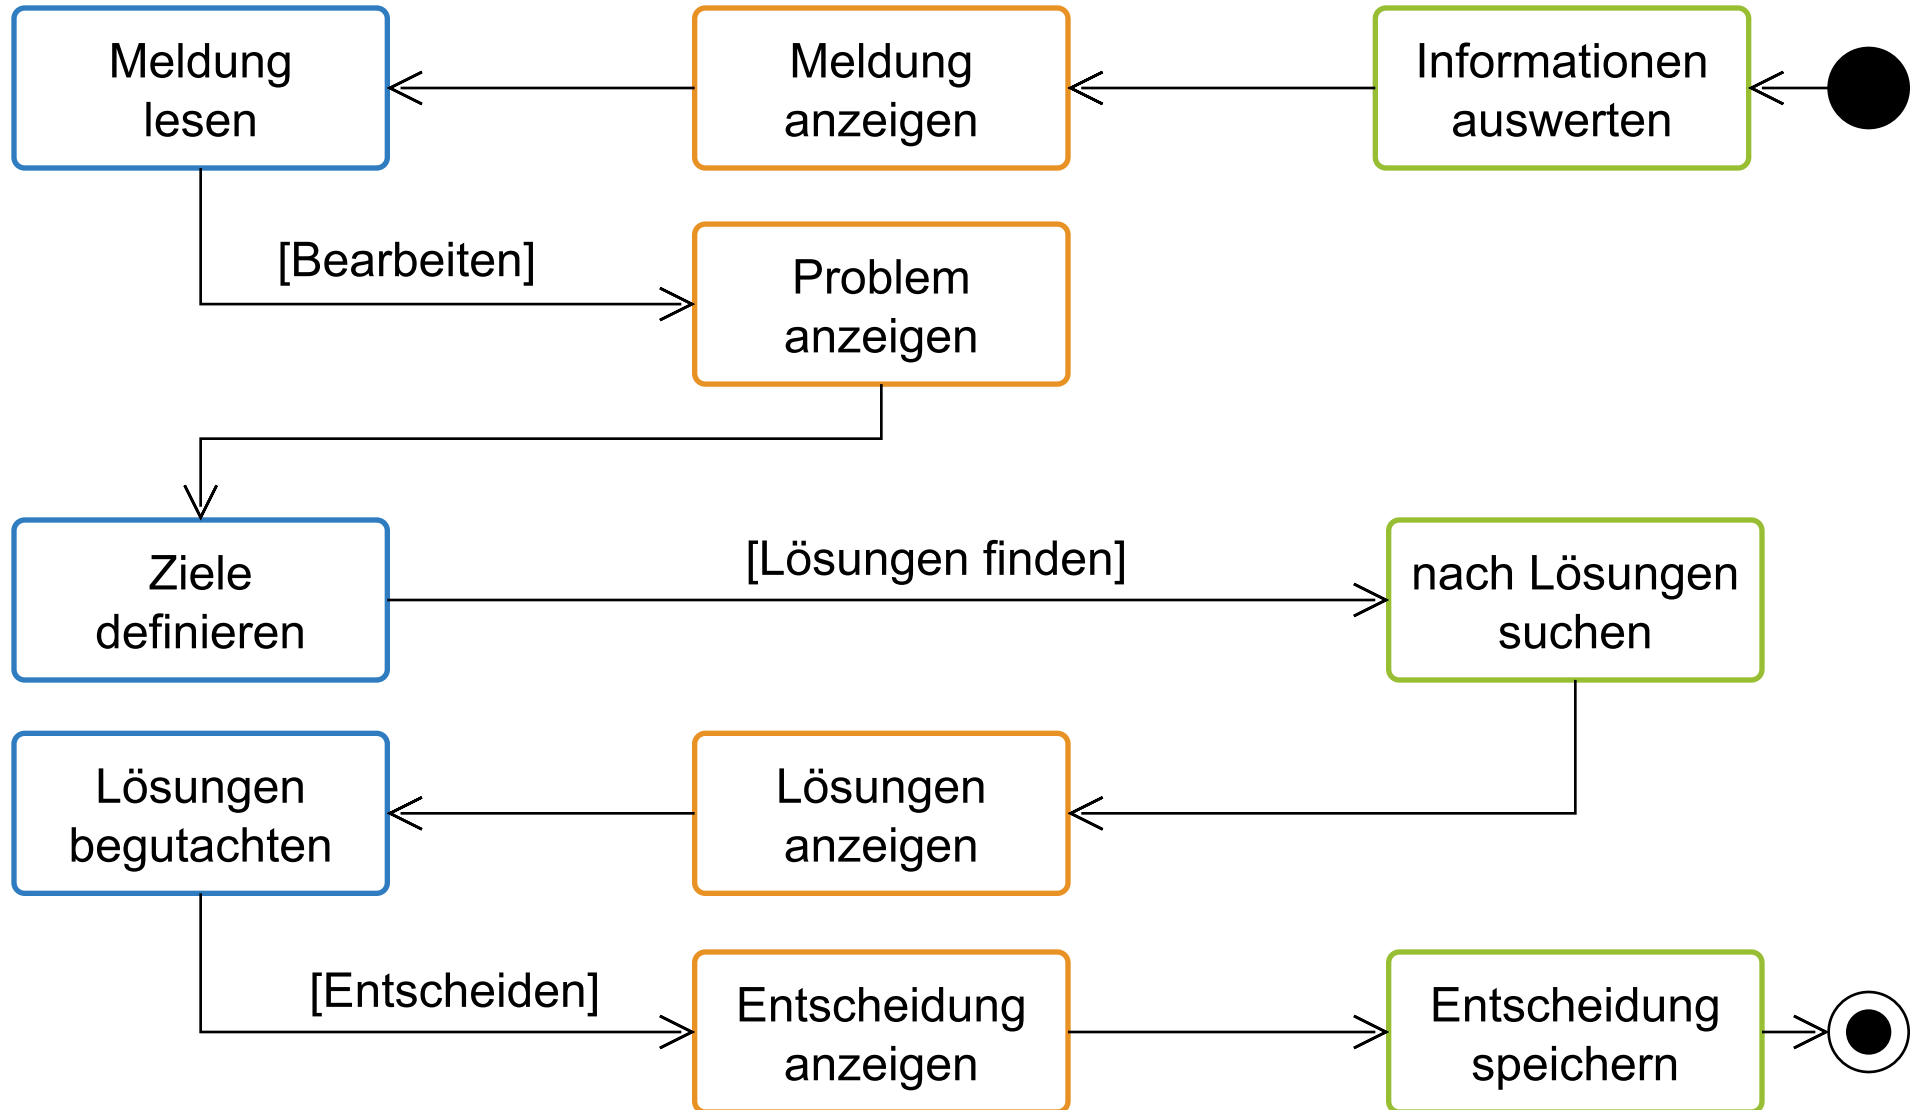 Meldung
lesen
Meldung
anzeigen
Informationen
auswerten
[Bearbeiten]
Problem
anzeigen
Ziele
definieren
[Lösungen finden]
nach Lösungen
suchen
Lösungen
begutachten
Lösungen
anzeigen
[Entscheiden]
Entscheidung
anzeigen
Entscheidung
speichern